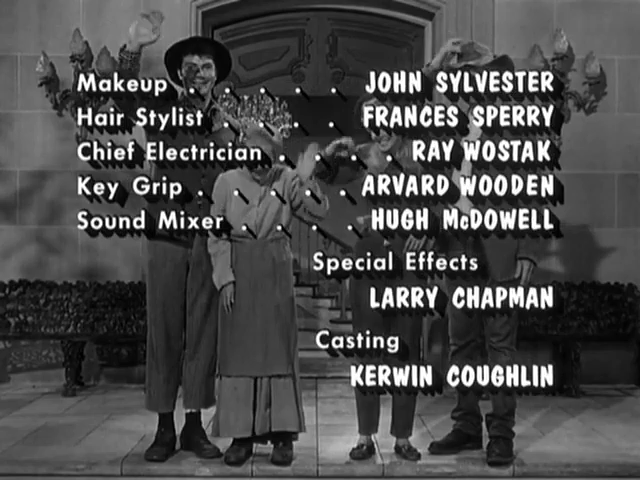 Makeup . . . . . JOHN SYLVESTER
Hair Stylist . . . . FRANCES SPERRY
Chief Electrician . . . . RAY WOSTAK
Key Grip . . . . . ARVARD WOODEN
Sound Mixer . . . . HUGH McDOWELL
Special Effects
LARRY CHAPMAN
Casting
KERWIN COUGHLIN